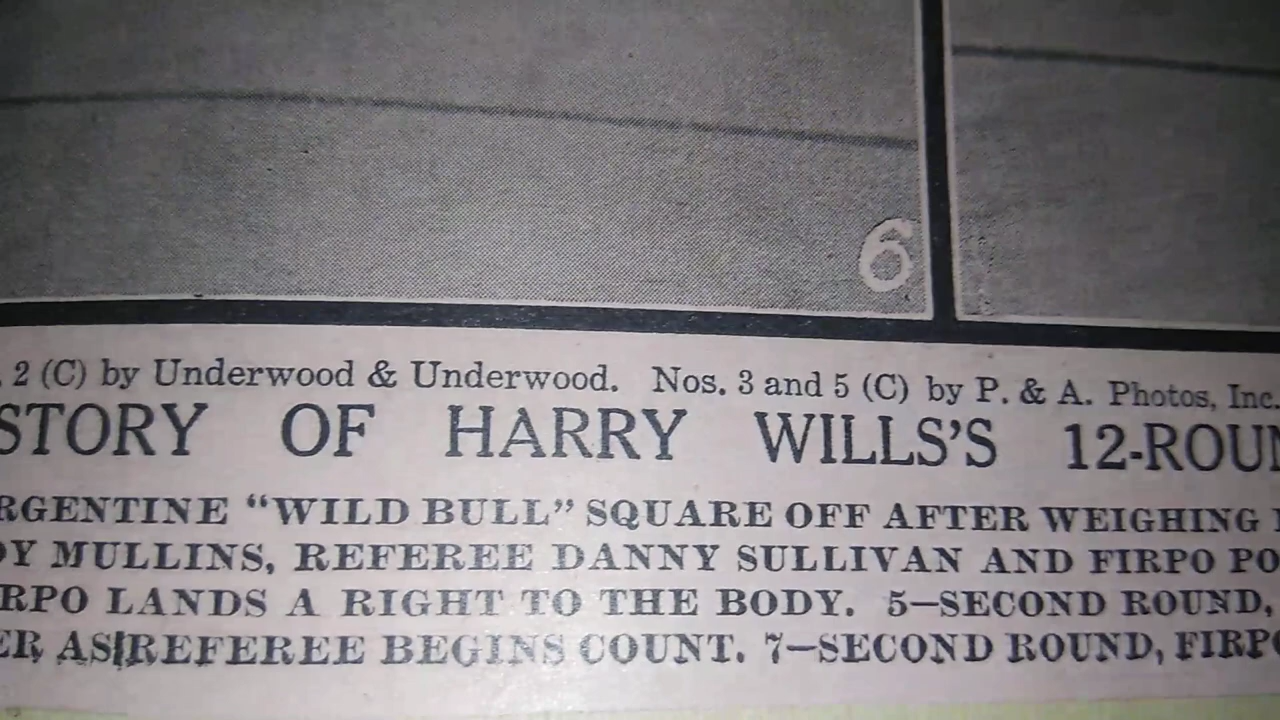 6
2 (C) by Underwood & Underwood. Nos. 3 and 5 (C) by P. & A. Photos, Inc.
STORY OF HARRY WILLS'S 12-ROUN
RGENTINE “WILD BULL” SQUARE OFF AFTER WEIGHING
DY MULLINS, REFEREE DANNY SULLIVAN AND FIRPO PO
RPO LANDS A RIGHT TO THE BODY. 5—SECOND ROUND,
ER AS REFEREE BEGINS COUNT. 7—SECOND ROUND, FIRPO